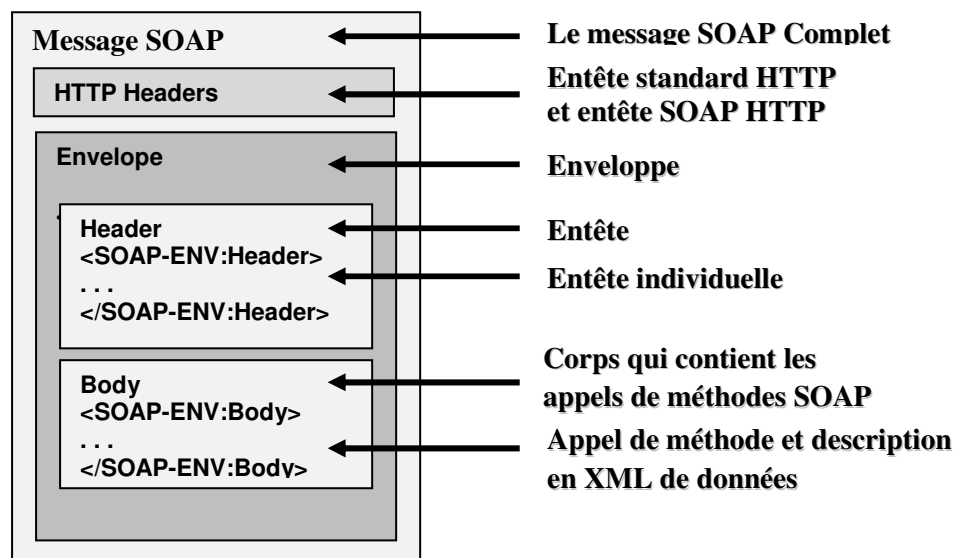 Message SOAP
Le message SOAP Complet
HTTP Headers
Entête standard HTTP
et entête SOAP HTTP
Envelope
Enveloppe
Header
Entête
<SOAP-ENV:Header>
. . .
Entête individuelle
</SOAP-ENV:Header>
Body
Corps qui contient les
appels de méthodes SOAP
<SOAP-ENV:Body>
. . .
Appel de méthode et description
</SOAP-ENV:Body>
en XML de données